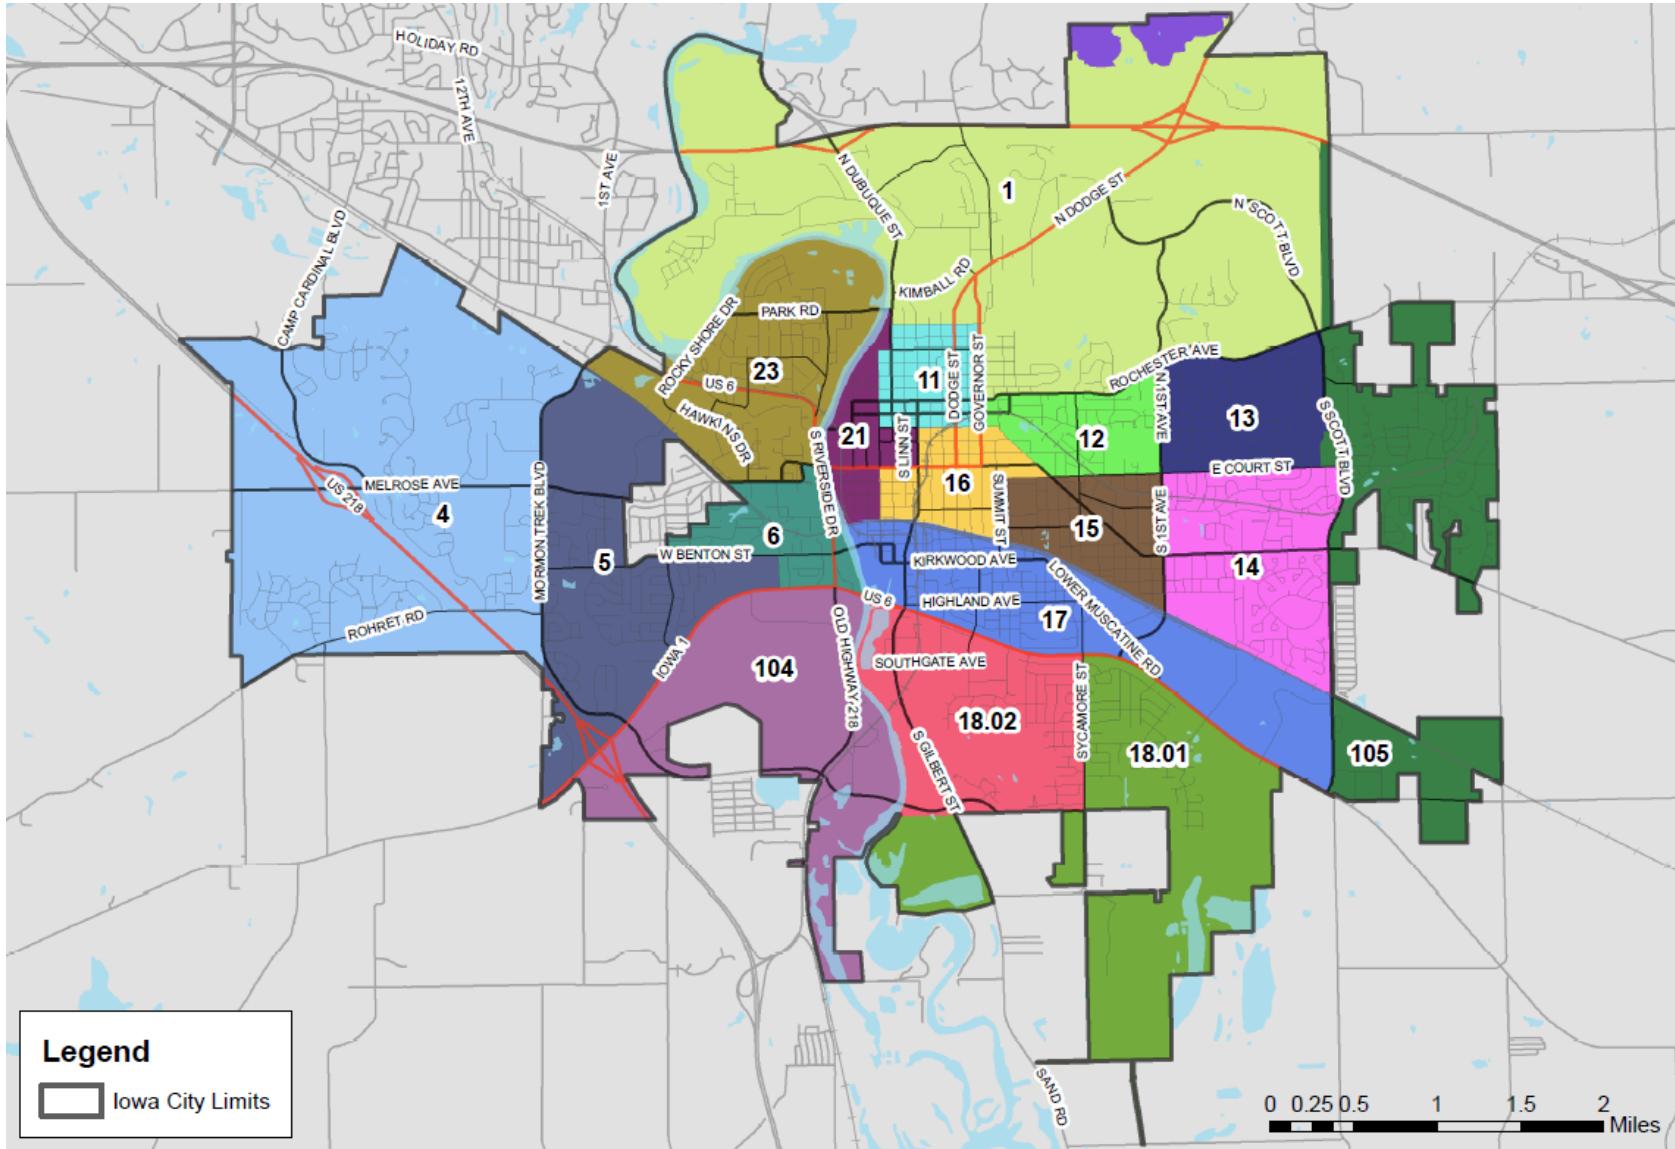 HOLIDAY RD
12TH AVE
1ST AVE
N DUBUQUE ST
1
N DODGE ST
N SCOTT BLVD
CAMP CARDINAL BLVD
KIMBALL RD
ROCKY SHORE DR
PARK RD
ROCHESTER AVE
23
US 6
11
DODGE ST
GOVERNOR ST
N 1ST AVE
13
S SCOTT BLVD
HAWKINS DR
S RIVERSIDE DR
21
S LINN ST
12
E COURT ST
MELROSE AVE
US 218
4
MORMON TREK BLVD
16
SUMMIT ST
15
S 1ST AVE
6
W BENTON ST
5
KIRKWOOD AVE
14
LOWER MUSCATINE RD
US 6
HIGHLAND AVE
17
ROHRET RD
IOWA 1
104
OLD HIGHWAY 218
SOUTHGATE AVE
18.02
SYCAMORE ST
18.01
105
S GILBERT ST
SAND RD
Legend
Iowa City Limits
0 0.25 0.5 1 1.5 2
Miles